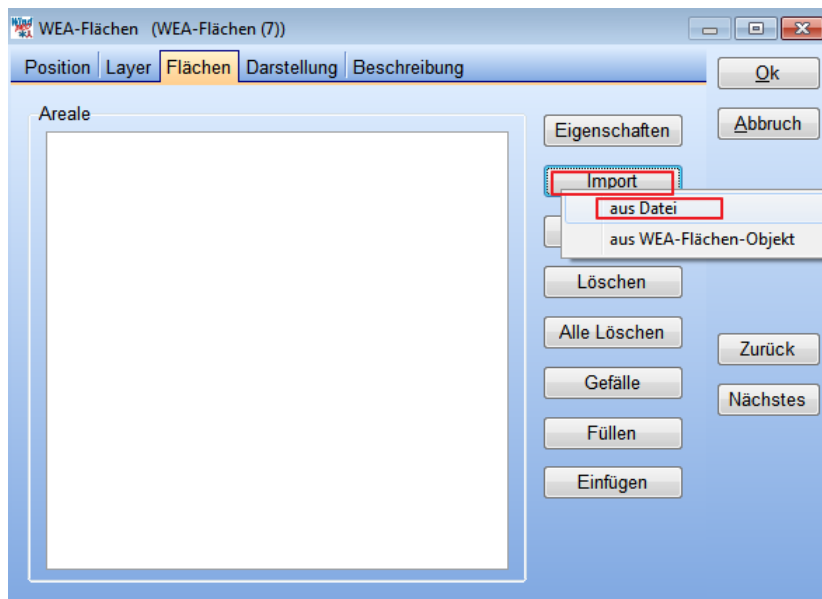 WEA-Flächen (WEA-Flächen (7))
Position Layer Flächen Darstellung Beschreibung
Ok
Abbruch
Areale
Eigenschaften
Import
aus Datei
aus WEA-Flächen-Objekt
Löschen
Alle Löschen
Gefälle
Füllen
Einfügen
Zurück
Nächstes